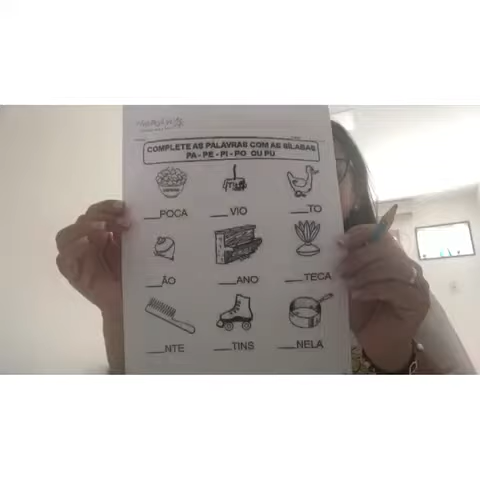 COMPLETE AS PALAVRAS COM AS SÍLABAS
PA - PE - PI - PO OU PU
__POCA ___VIO ___TO
___ÃO ___ANO ___TECA
___NTE ___TINS ___NELA